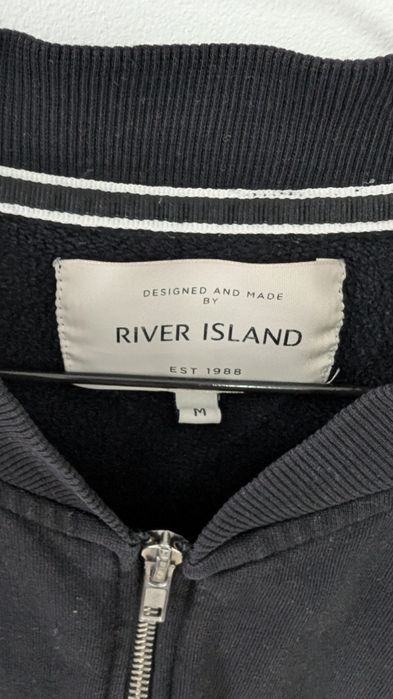 DESIGNED AND MADE
BY
RIVER ISLAND
EST 1988
M